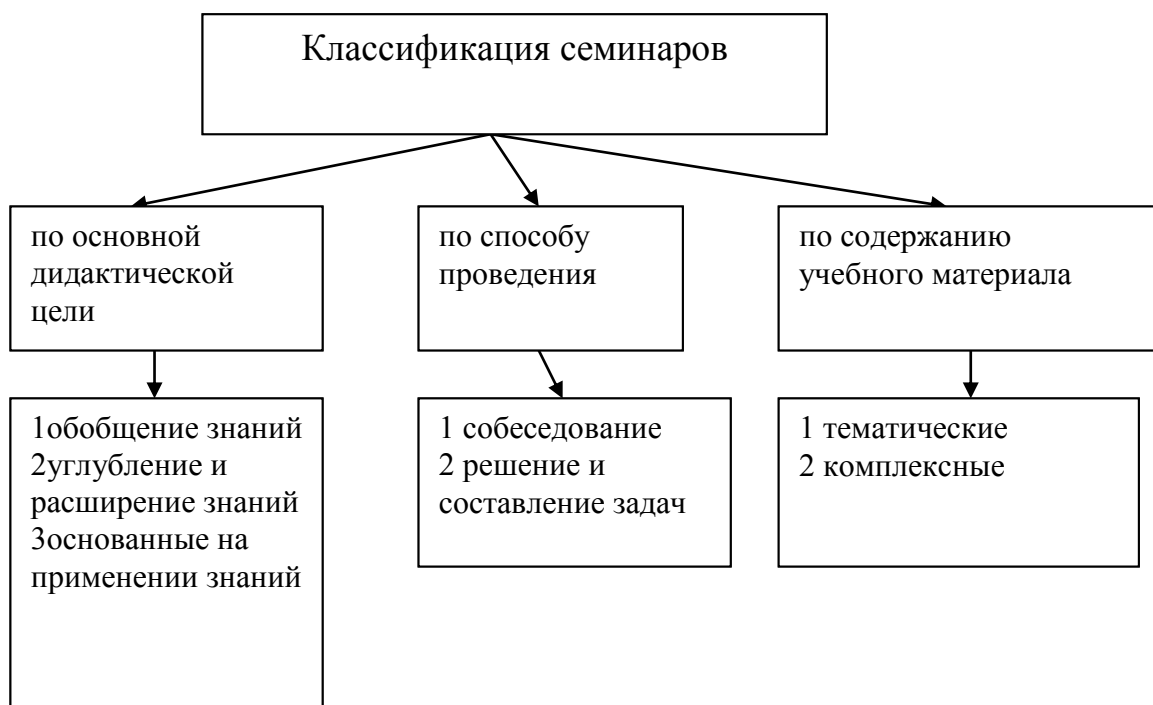 Классификация семинаров
по основной
дидактической
цели
по способу
проведения
по содержанию
учебного материала
1обобщение знаний
2углубление и
расширение знаний
3основанные на
применении знаний
1 собеседование
2 решение и
составление задач
1 тематические
2 комплексные